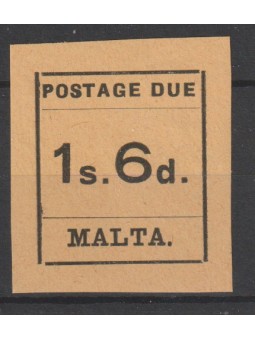 POSTAGE DUE
1s. 6d.
MALTA.